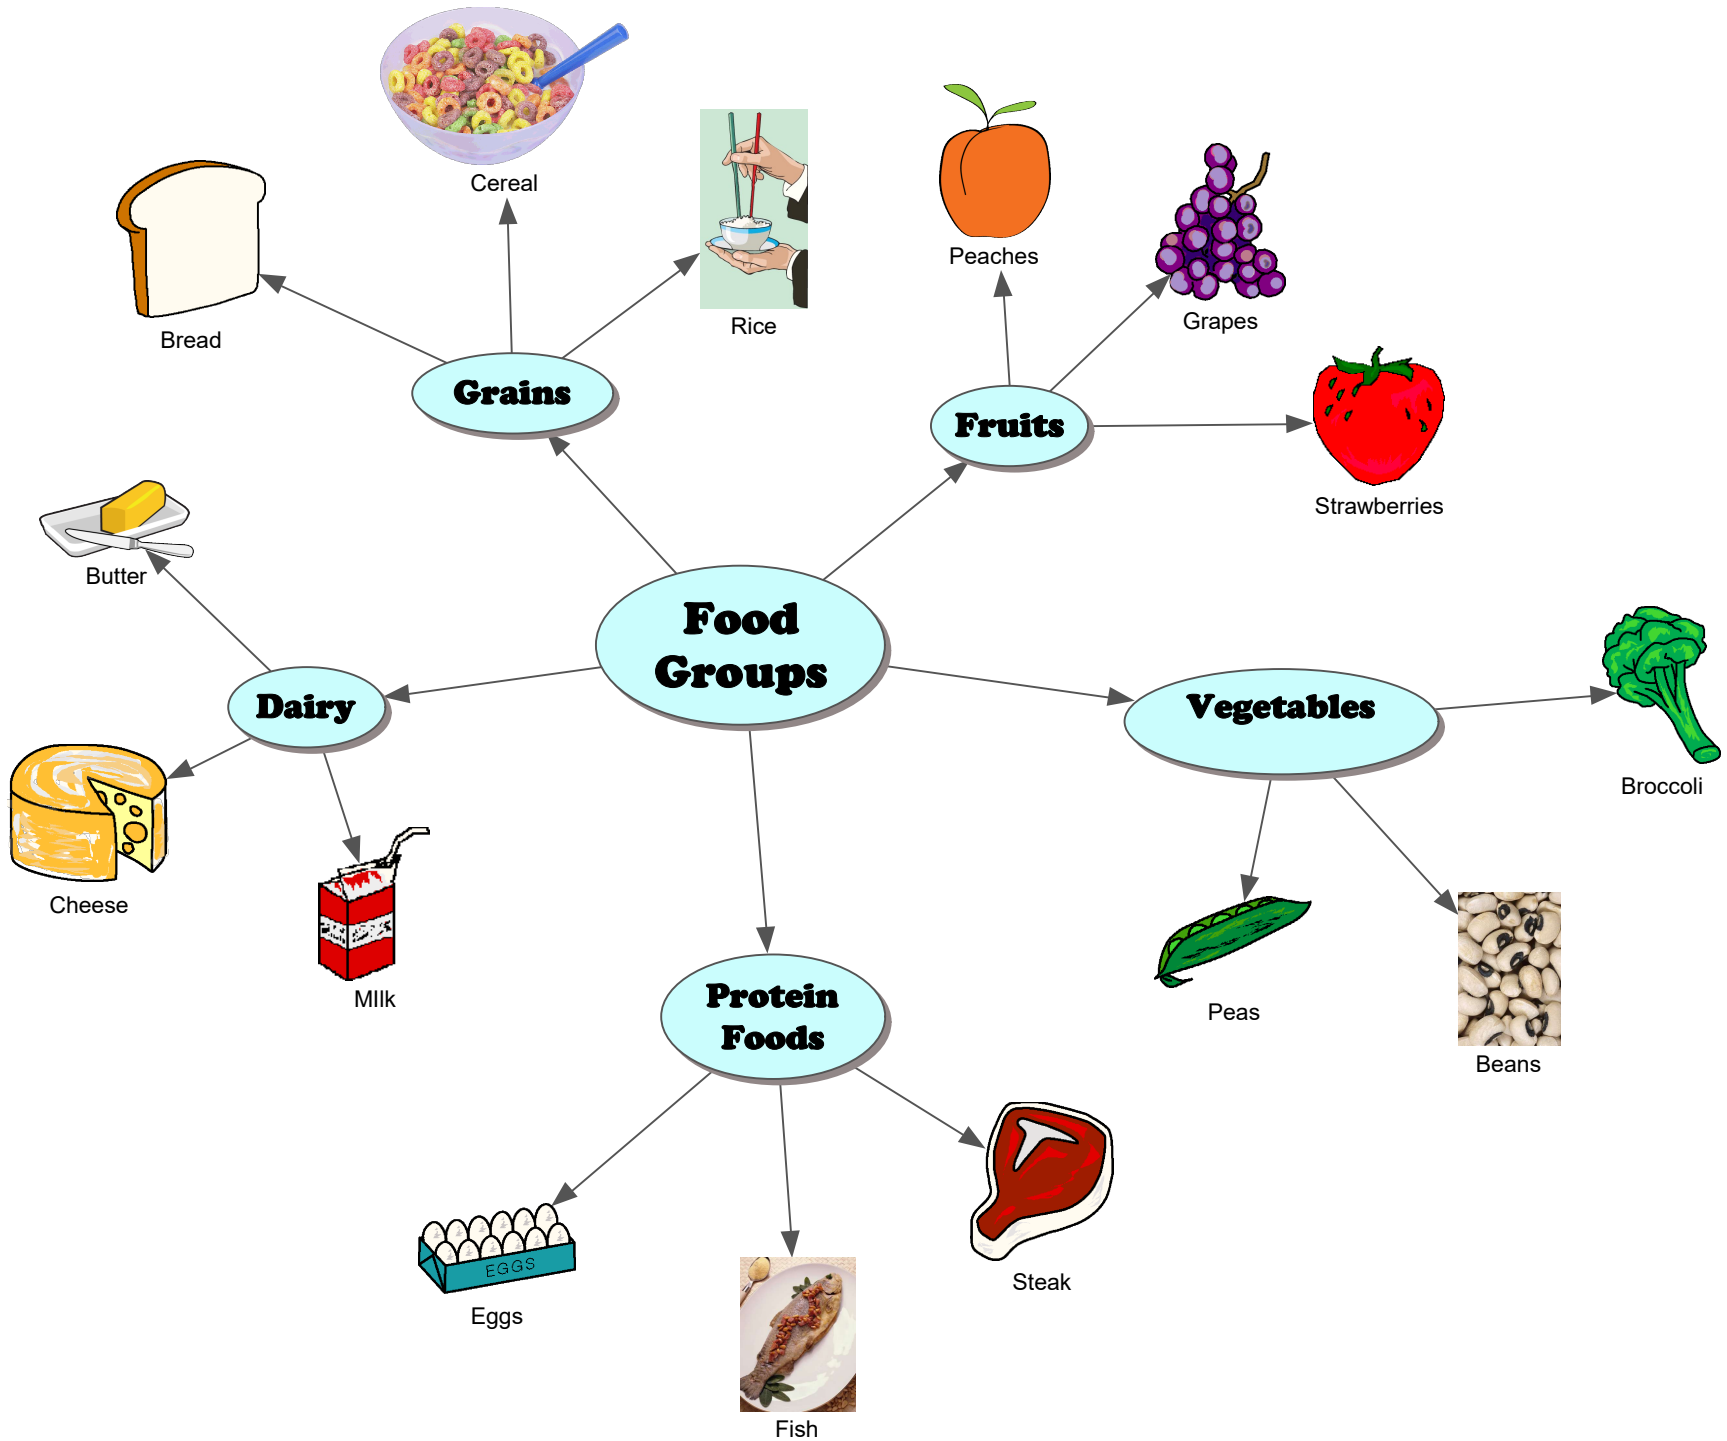 Cereal
Bread
Rice
Peaches
Grapes
Grains
Fruits
Strawberries
Butter
Food
Groups
Dairy
Vegetables
Broccoli
Cheese
MIlk
Protein
Foods
Peas
Beans
EGGS
Eggs
Steak
Fish